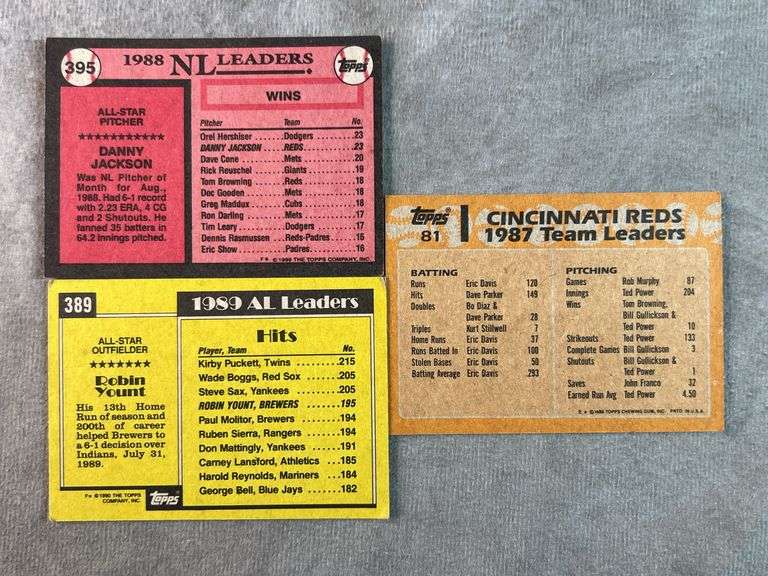 395
1988 NL LEADERS
Topps
ALL-STAR
PITCHER
★★★★★★★★★★★
DANNY
JACKSON
Was NL Pitcher of
Month for Aug.,
1988. Had 6-1 record
with 2.23 ERA, 4 CG
and 2 Shutouts. He
fanned 35 batters in
64.2 innings pitched.
WINS
Pitcher Team No.
Orel Hershiser ......Dodgers....23
DANNY JACKSON ....REDS......23
Dave Cone ........Mets........20
Rick Reuschel .....Giants......19
Tom Browning .....Reds.......18
Doc Gooden .......Mets........18
Greg Maddux ......Cubs.......18
Ron Darling .......Mets........17
Tim Leary .........Dodgers....17
Dennis Rasmussen ..Reds-Padres..16
Eric Show .........Padres......16
© 1989 THE TOPPS COMPANY, INC.
389
1989 AL Leaders
ALL-STAR
OUTFIELDER
★★★★★★★
Robin
Yount
His 13th Home
Run of season and
200th of career
helped Brewers to
a 6-1 decision over
Indians, July 31,
1989.
© 1990 THE TOPPS
COMPANY, INC.
Topps
Hits
Player, Team No.
Kirby Puckett, Twins ......215
Wade Boggs, Red Sox .....205
Steve Sax, Yankees .......205
ROBIN YOUNT, BREWERS ...195
Paul Molitor, Brewers ......194
Ruben Sierra, Rangers .....194
Don Mattingly, Yankees ....191
Carney Lansford, Athletics ...185
Harold Reynolds, Mariners ...184
George Bell, Blue Jays ......182
Topps
81
CINCINNATI REDS
1987 Team Leaders
BATTING
Runs Eric Davis 120
Hits Dave Parker 149
Doubles Bo Diaz &
Dave Parker 28
Triples Kurt Stillwell 7
Home Runs Eric Davis 37
Runs Batted In Eric Davis 100
Stolen Bases Eric Davis 50
Batting Average Eric Davis .293
PITCHING
Games Rob Murphy 87
Innings Ted Power 204
Wins Tom Browning,
Bill Gullickson &
Ted Power 10
Strikeouts Ted Power 133
Complete Games Bill Gullickson 3
Shutouts Bill Gullickson &
Ted Power 1
Saves John Franco 32
Earned Run Avg Ted Power 4.50
© 1988 TOPPS CHEWING GUM, INC. PRTD. IN U.S.A.